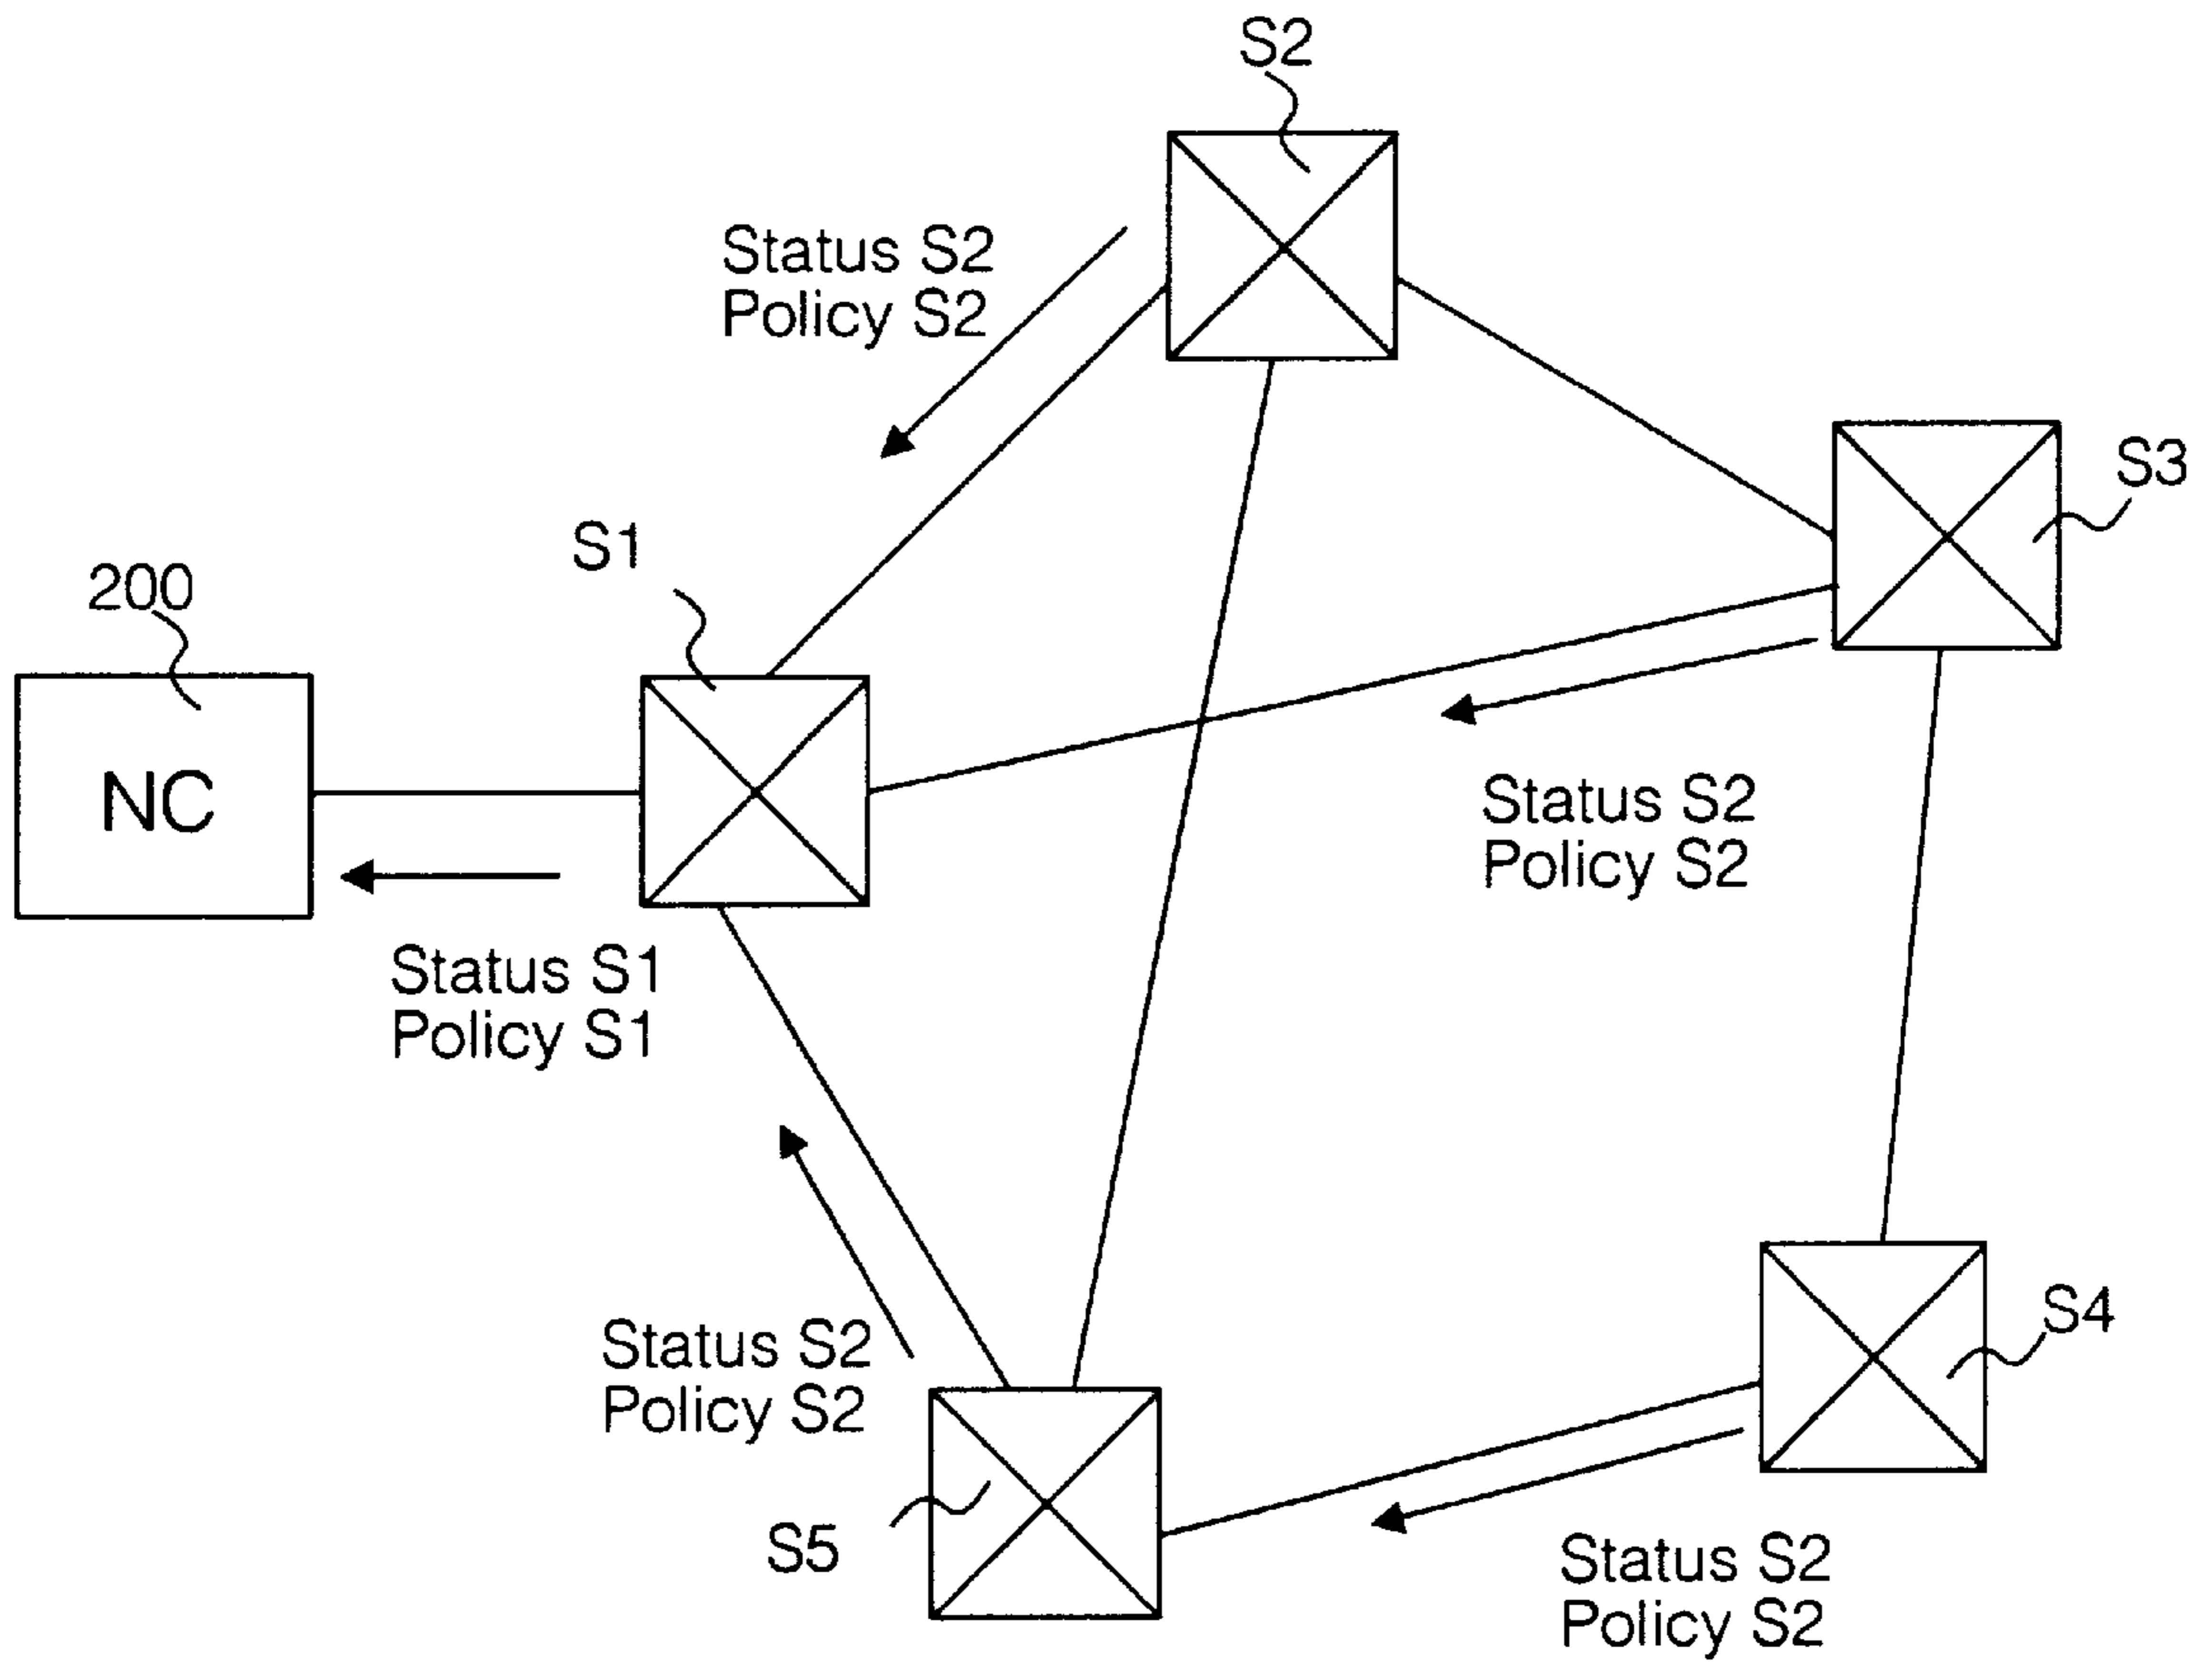 S2
Status S2
Policy S2
S3
S1
200
NC
Status S2
Policy S2
Status S1
Policy S1
S4
Status S2
Policy S2
S5
Status S2
Policy S2